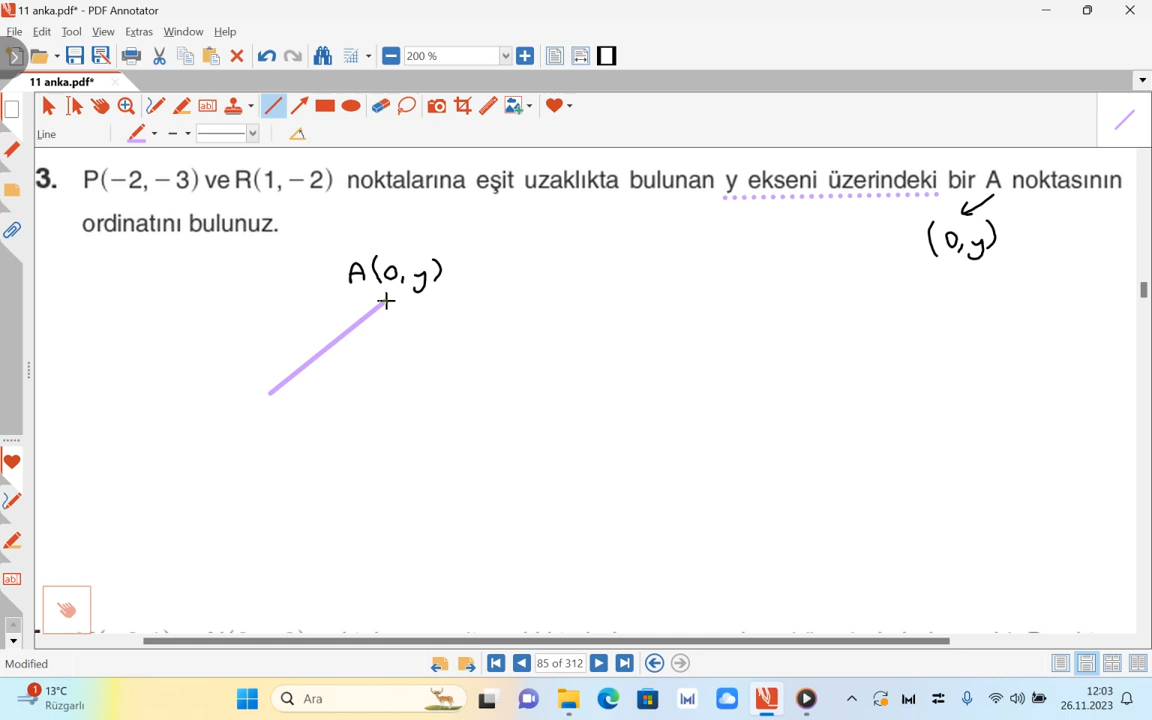 11 anka.pdf* - PDF Annotator
File Edit Tool View Extras Window Help
200 %
11 anka.pdf*
Line
3. P(−2, −3) ve R(1, −2) noktalarına eşit uzaklıkta bulunan y ekseni üzerindeki bir A noktasının
ordinatını bulunuz.
(0, y)
A(0, y)
Modified
85 of 312
1
13°C
Rüzgarlı
Ara
12:03
26.11.2023